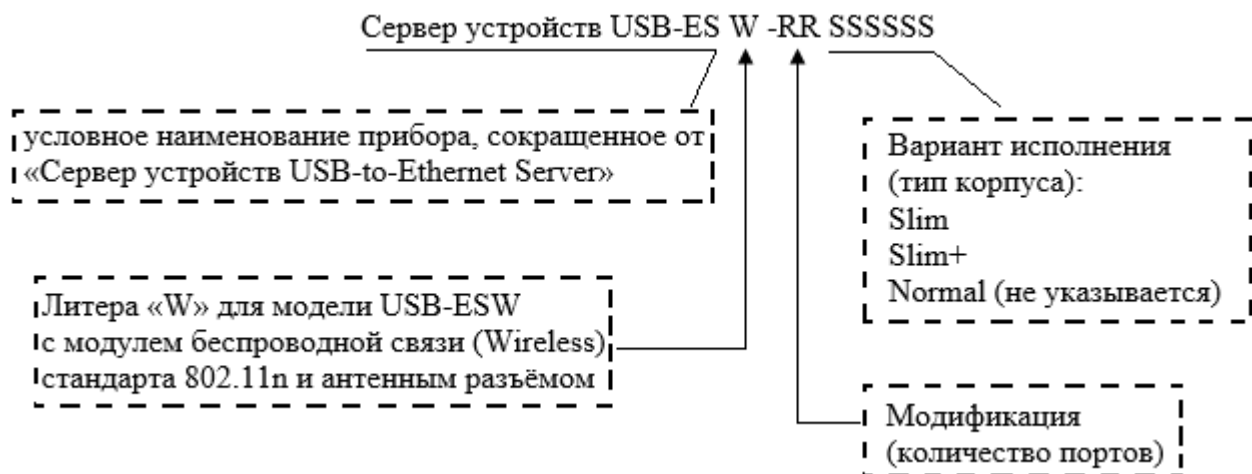 Сервер устройств USB-ES W -RR SSSSSS
условное наименование прибора, сокращенное от
«Сервер устройств USB-to-Ethernet Server»
Вариант исполнения
(тип корпуса):
Slim
Slim+
Normal (не указывается)
Литера «W» для модели USB-ESW
с модулем беспроводной связи (Wireless)
стандарта 802.11n и антенным разъёмом
Модификация
(количество портов)